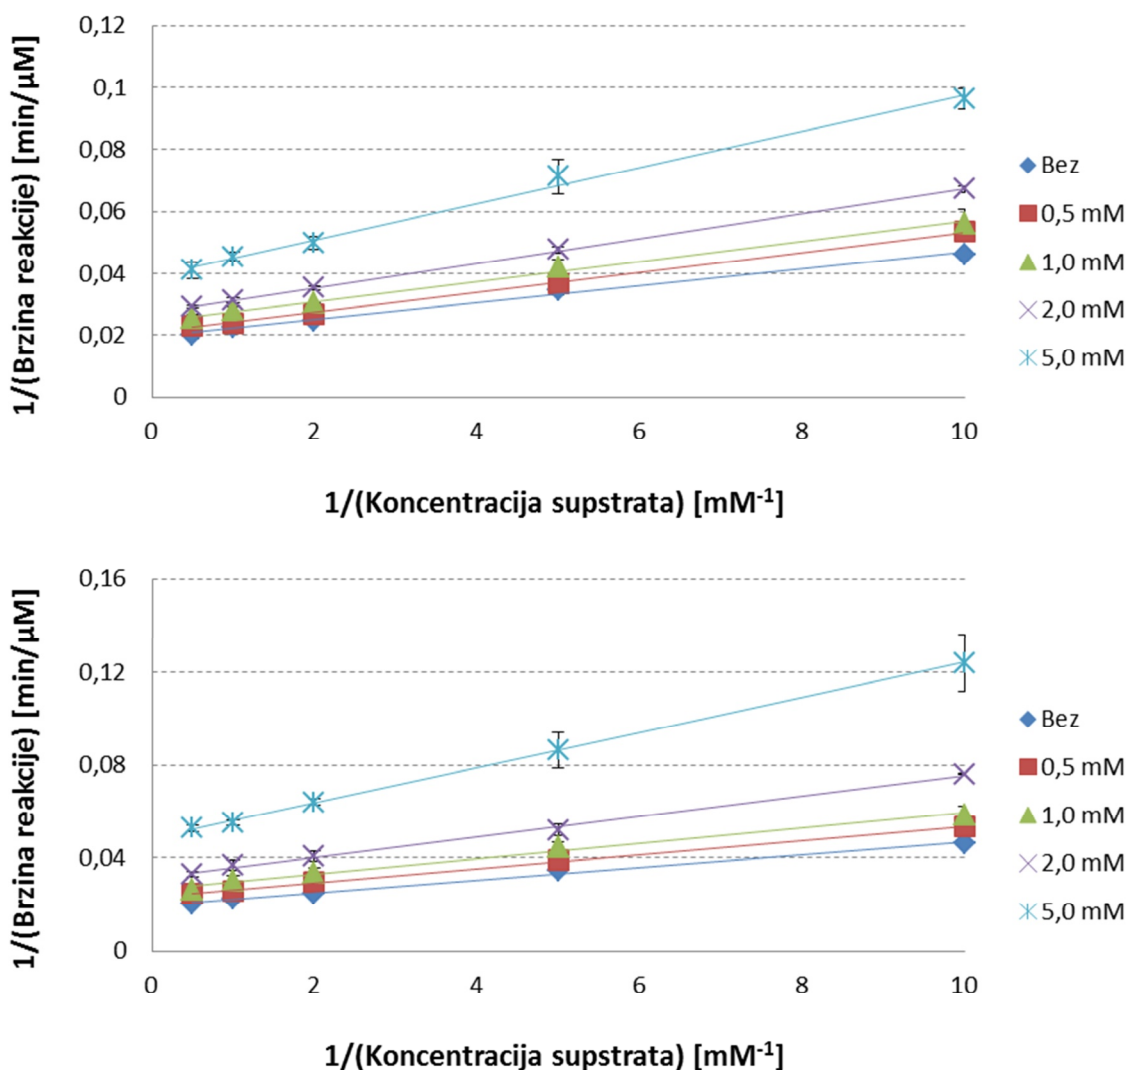 0,12
0,1
0,08
0,06
0,04
0,02
0
0 2 4 6 8 10
1/(Brzina reakcije) [min/µM]
1/(Koncentracija supstrata) [mM⁻¹]
Bez
0,5 mM
1,0 mM
2,0 mM
5,0 mM
0,16
0,12
0,08
0,04
0
0 2 4 6 8 10
1/(Brzina reakcije) [min/µM]
1/(Koncentracija supstrata) [mM⁻¹]
Bez
0,5 mM
1,0 mM
2,0 mM
5,0 mM